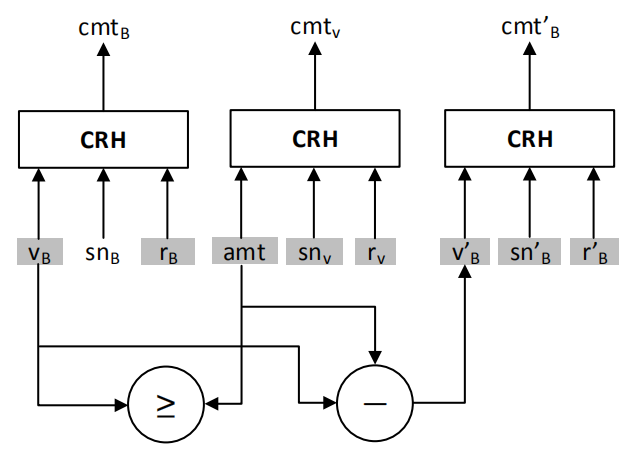 cmt_B cmt_v cmt'_B
CRH CRH CRH
v_B sn_B r_B amt sn_v r_v v'_B sn'_B r'_B
≥ −